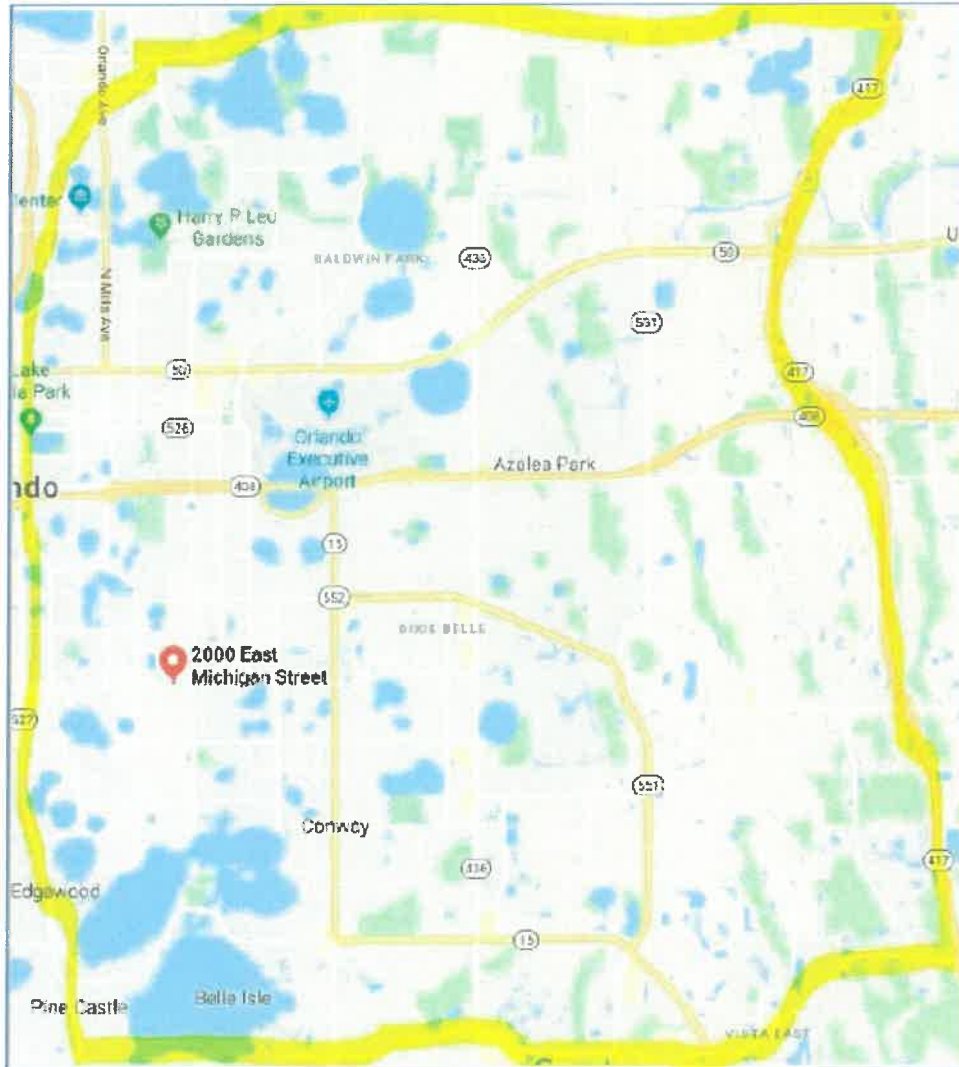 Orlando Ave
417
Center
Harry P Leu
Gardens
BALDWIN PARK
436
50
U
N Mills Ave
551
Lake
la Park
50
417
408
526
Orlando
Executive
Airport
Azalea Park
ndo
408
15
552
DIXIE BELLE
2000 East
Michigan Street
527
551
Conway
436
417
Edgewood
15
Belle Isle
Pine Castle
VISTA EAST